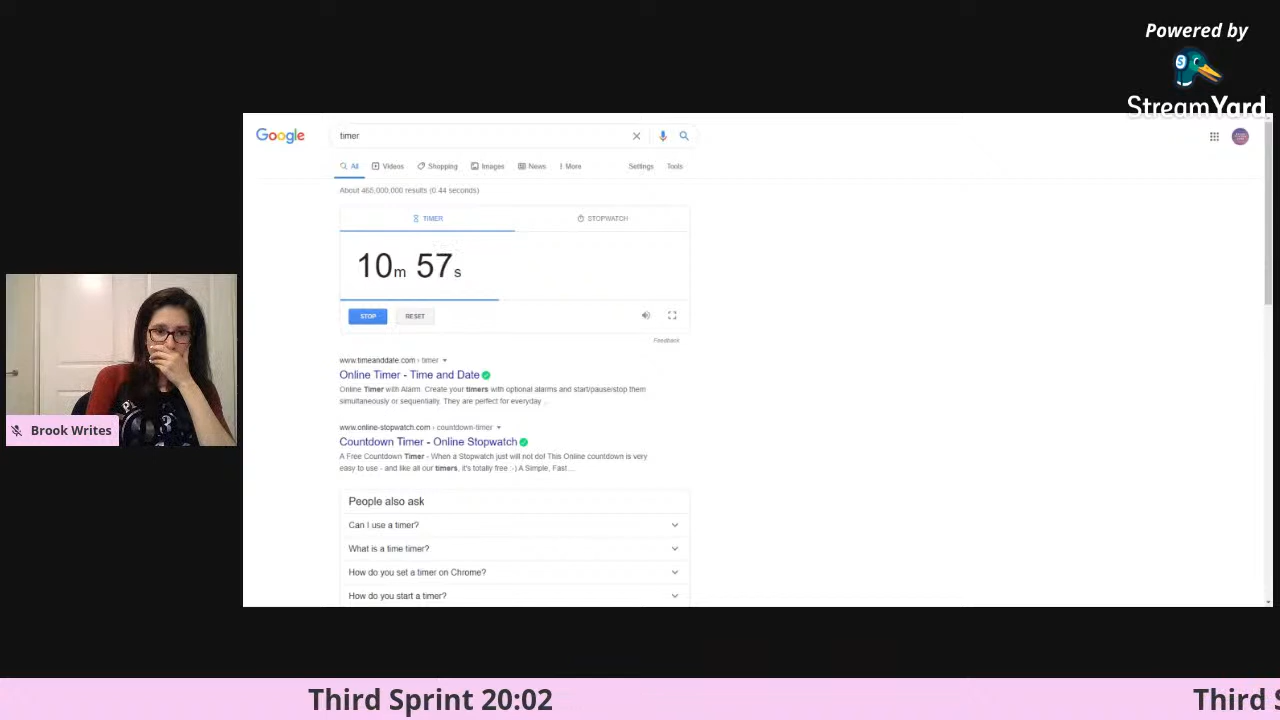 Powered by
StreamYard
Google
timer
All
Videos
Shopping
Images
News
More
Settings
Tools
About 465,000,000 results (0.44 seconds)
TIMER
STOPWATCH
10m 57s
STOP
RESET
Feedback
www.timeanddate.com › timer
Online Timer - Time and Date
Online Timer with Alarm. Create your timers with optional alarms and start/pause/stop them
simultaneously or sequentially. They are perfect for everyday ...
www.online-stopwatch.com › countdown-timer
Countdown Timer - Online Stopwatch
A Free Countdown Timer - When a Stopwatch just will not do! This Online countdown is very
easy to use - and like all our timers, it's totally free :-) A Simple, Fast ...
People also ask
Can I use a timer?
What is a time timer?
How do you set a timer on Chrome?
How do you start a timer?
Brook Writes
Third Sprint 20:02
Third S